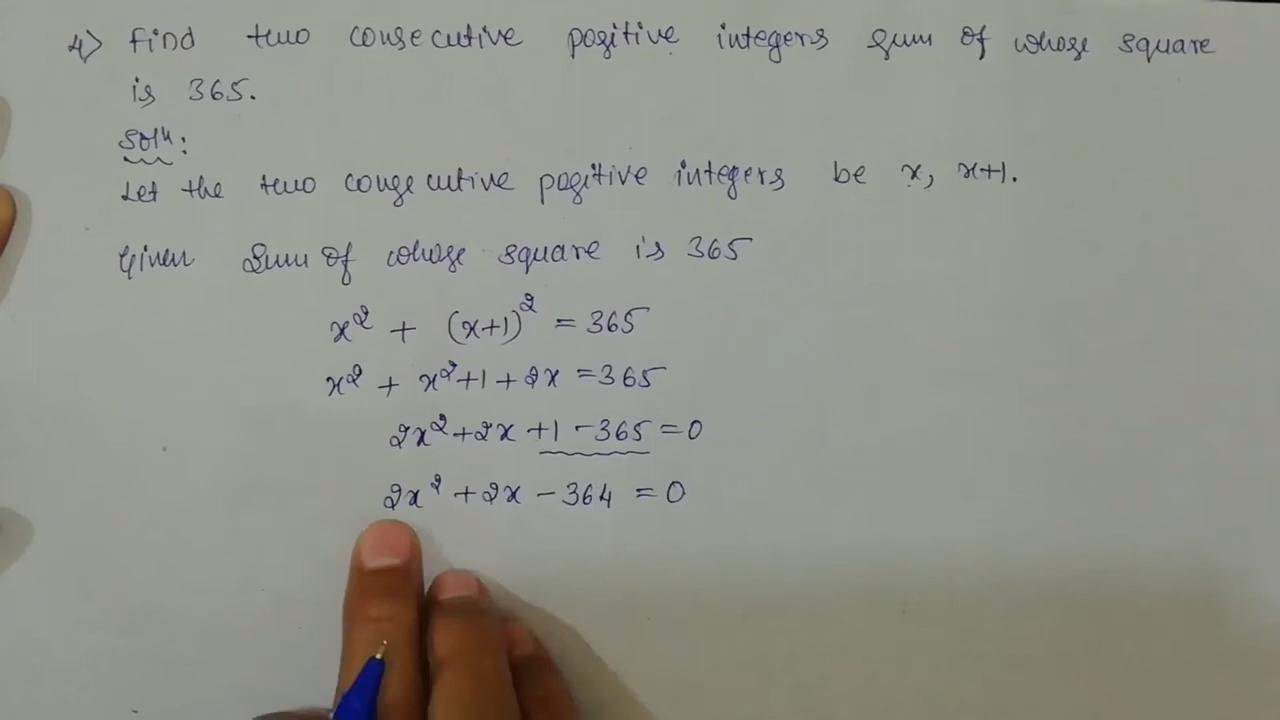 4) Find two consecutive positive integers sum of whose square
is 365.
Soln:
Let the two consecutive positive integers be x, x+1.
Given Sum of whose square is 365
x² + (x+1)² = 365
x² + x²+1+2x = 365
2x²+2x+1-365=0
2x²+2x-364=0